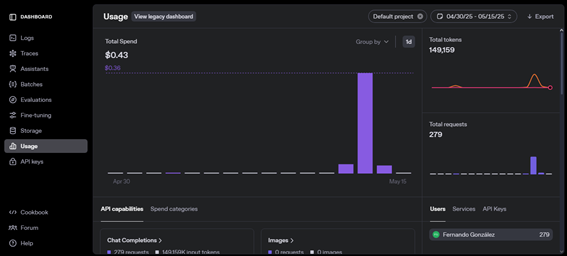 DASHBOARD
Logs
Traces
Assistants
Batches
Evaluations
Fine-tuning
Storage
Usage
API keys
Cookbook
Forum
Help
Usage View legacy dashboard
Default project 04/30/25 - 05/15/25 Export
Total Spend
Group by 1d
$0.43
$0.36
Apr 30 May 15
Total tokens
149,159
Total requests
279
API capabilities Spend categories
Chat Completions >
279 requests 149.159K input tokens
Images >
0 requests 0 images
Users Services API Keys
Fernando González 279